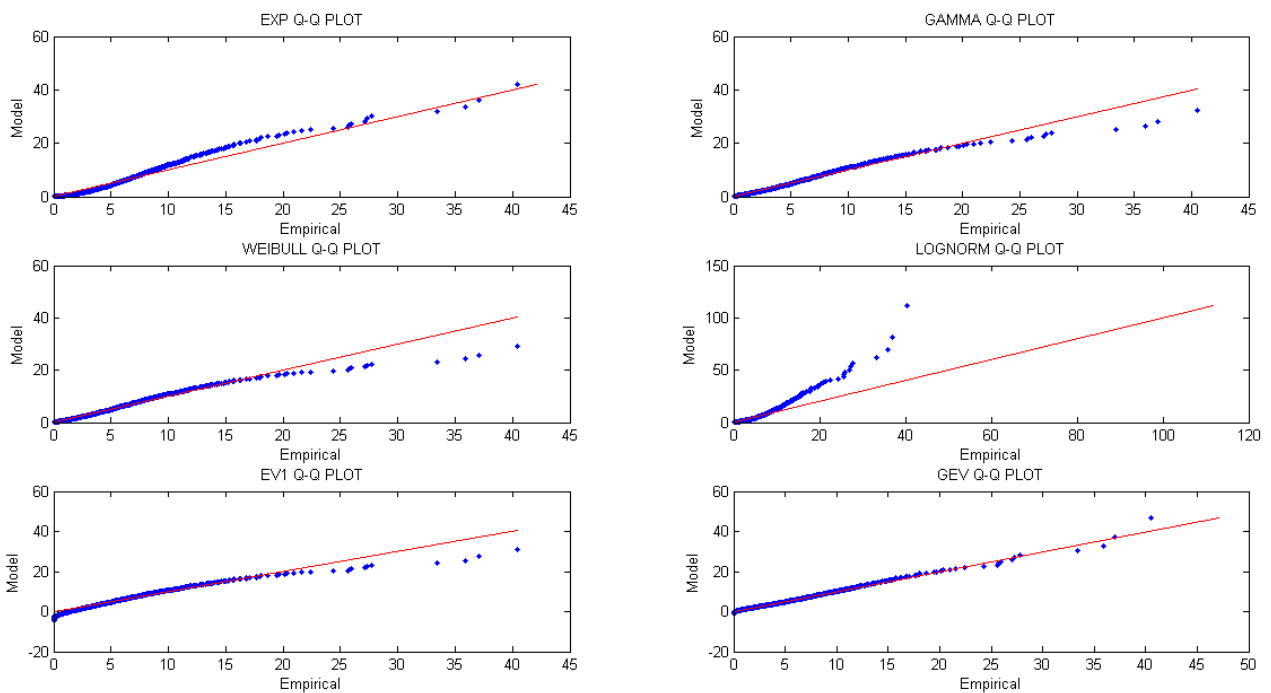 EXP Q-Q PLOT
60
40
20
0
Model
0 5 10 15 20 25 30 35 40 45
Empirical
GAMMA Q-Q PLOT
60
40
20
0
Model
0 5 10 15 20 25 30 35 40 45
Empirical
WEIBULL Q-Q PLOT
60
40
20
0
Model
0 5 10 15 20 25 30 35 40 45
Empirical
LOGNORM Q-Q PLOT
150
100
50
0
Model
0 20 40 60 80 100 120
Empirical
EV1 Q-Q PLOT
60
40
20
0
-20
Model
0 5 10 15 20 25 30 35 40 45
Empirical
GEV Q-Q PLOT
60
40
20
0
-20
Model
0 5 10 15 20 25 30 35 40 45 50
Empirical